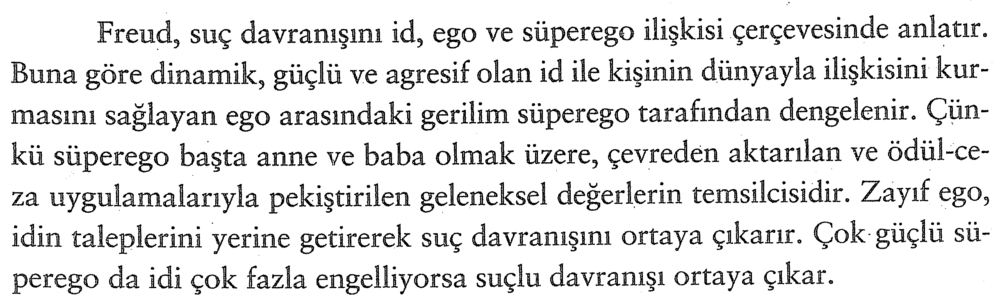 Freud, suç davranışını id, ego ve süperego ilişkisi çerçevesinde anlatır.
Buna göre dinamik, güçlü ve agresif olan id ile kişinin dünyayla ilişkisini kur-
masını sağlayan ego arasındaki gerilim süperego tarafından dengelenir. Çün-
kü süperego başta anne ve baba olmak üzere, çevreden aktarılan ve ödül-ce-
za uygulamalarıyla pekiştirilen geleneksel değerlerin temsilcisidir. Zayıf ego,
idin taleplerini yerine getirerek suç davranışını ortaya çıkarır. Çok güçlü sü-
perego da idi çok fazla engelliyorsa suçlu davranışı ortaya çıkar.